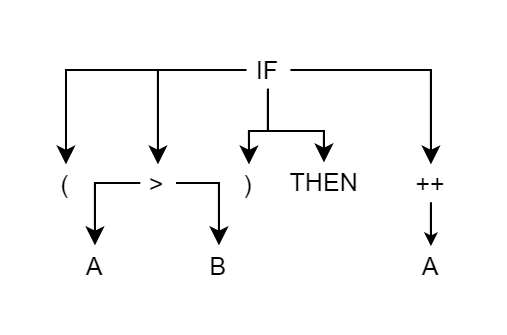 IF
( > ) THEN ++
A B A